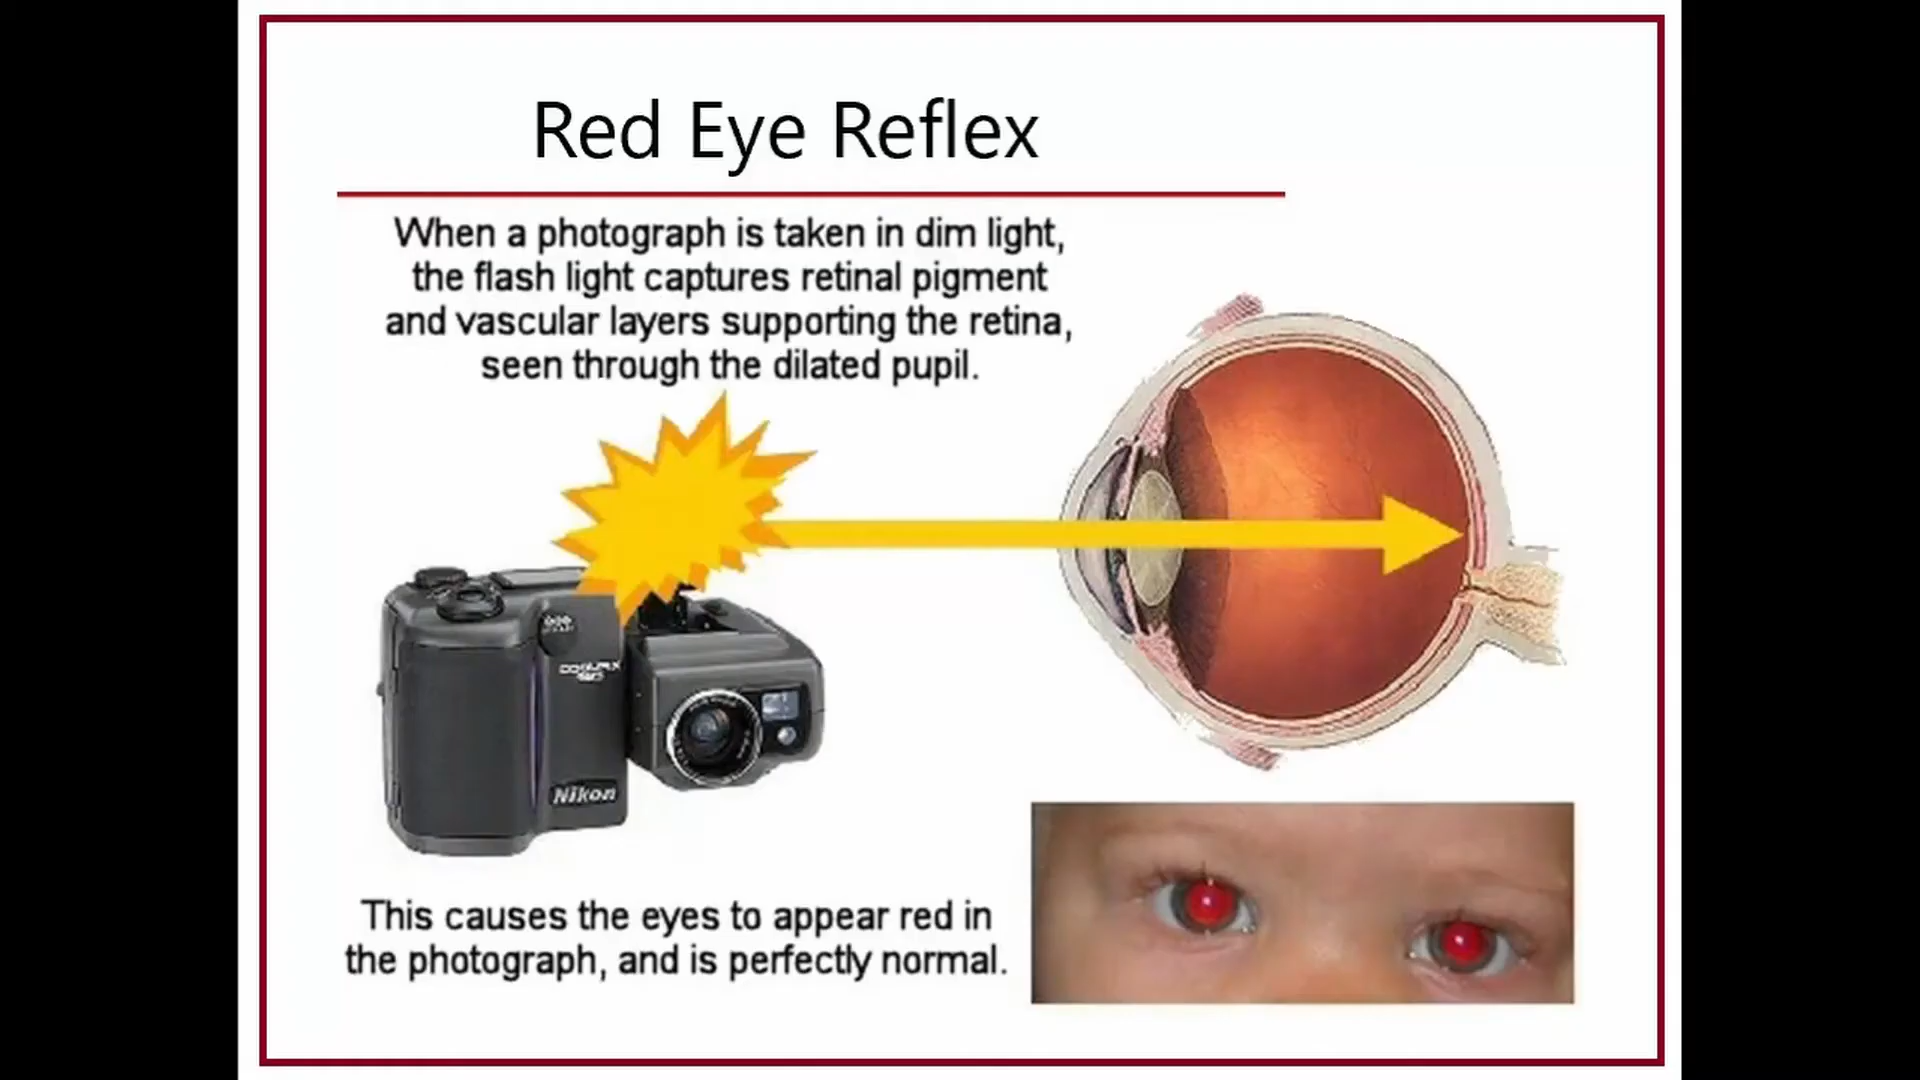 Red Eye Reflex
When a photograph is taken in dim light,
the flash light captures retinal pigment
and vascular layers supporting the retina,
seen through the dilated pupil.
COOLPIX
Nikon
This causes the eyes to appear red in
the photograph, and is perfectly normal.